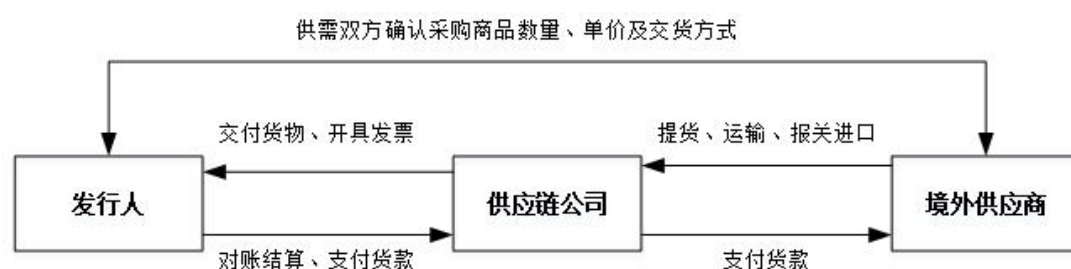 供需双方确认采购商品数量、单价及交货方式
交付货物、开具发票
提货、运输、报关进口
发行人
供应链公司
境外供应商
对账结算、支付货款
支付货款